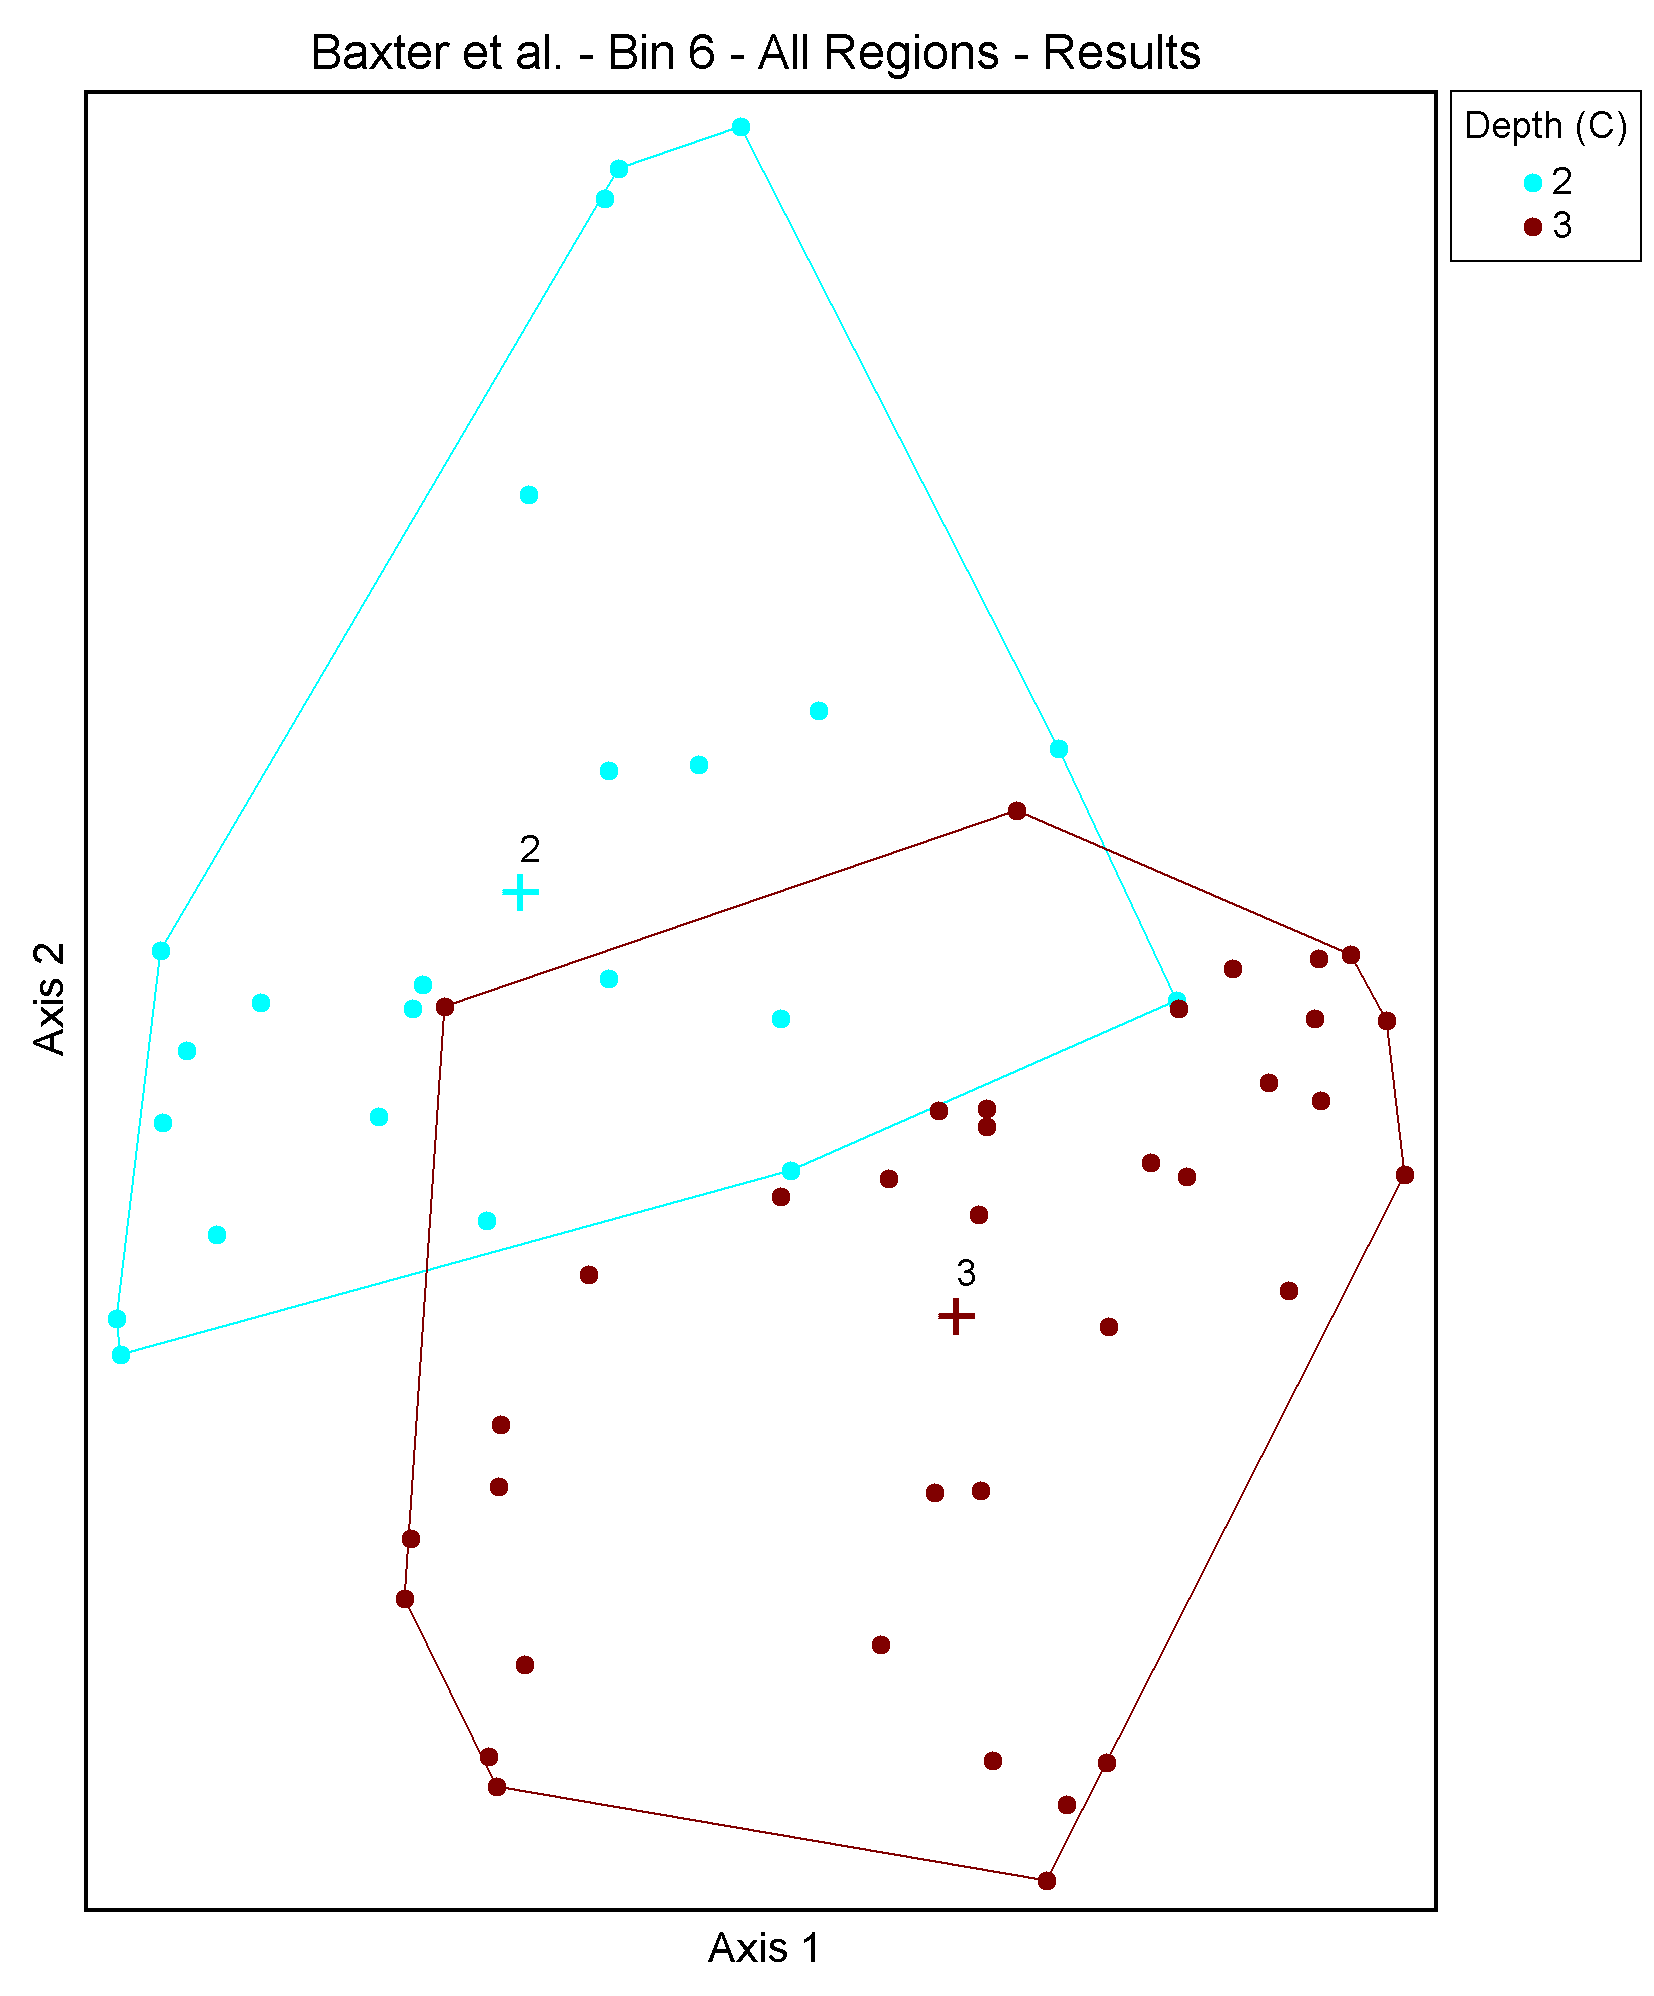 Baxter et al. - Bin 6 - All Regions - Results
Depth (C)
2
3
2
3
Axis 2
Axis 1